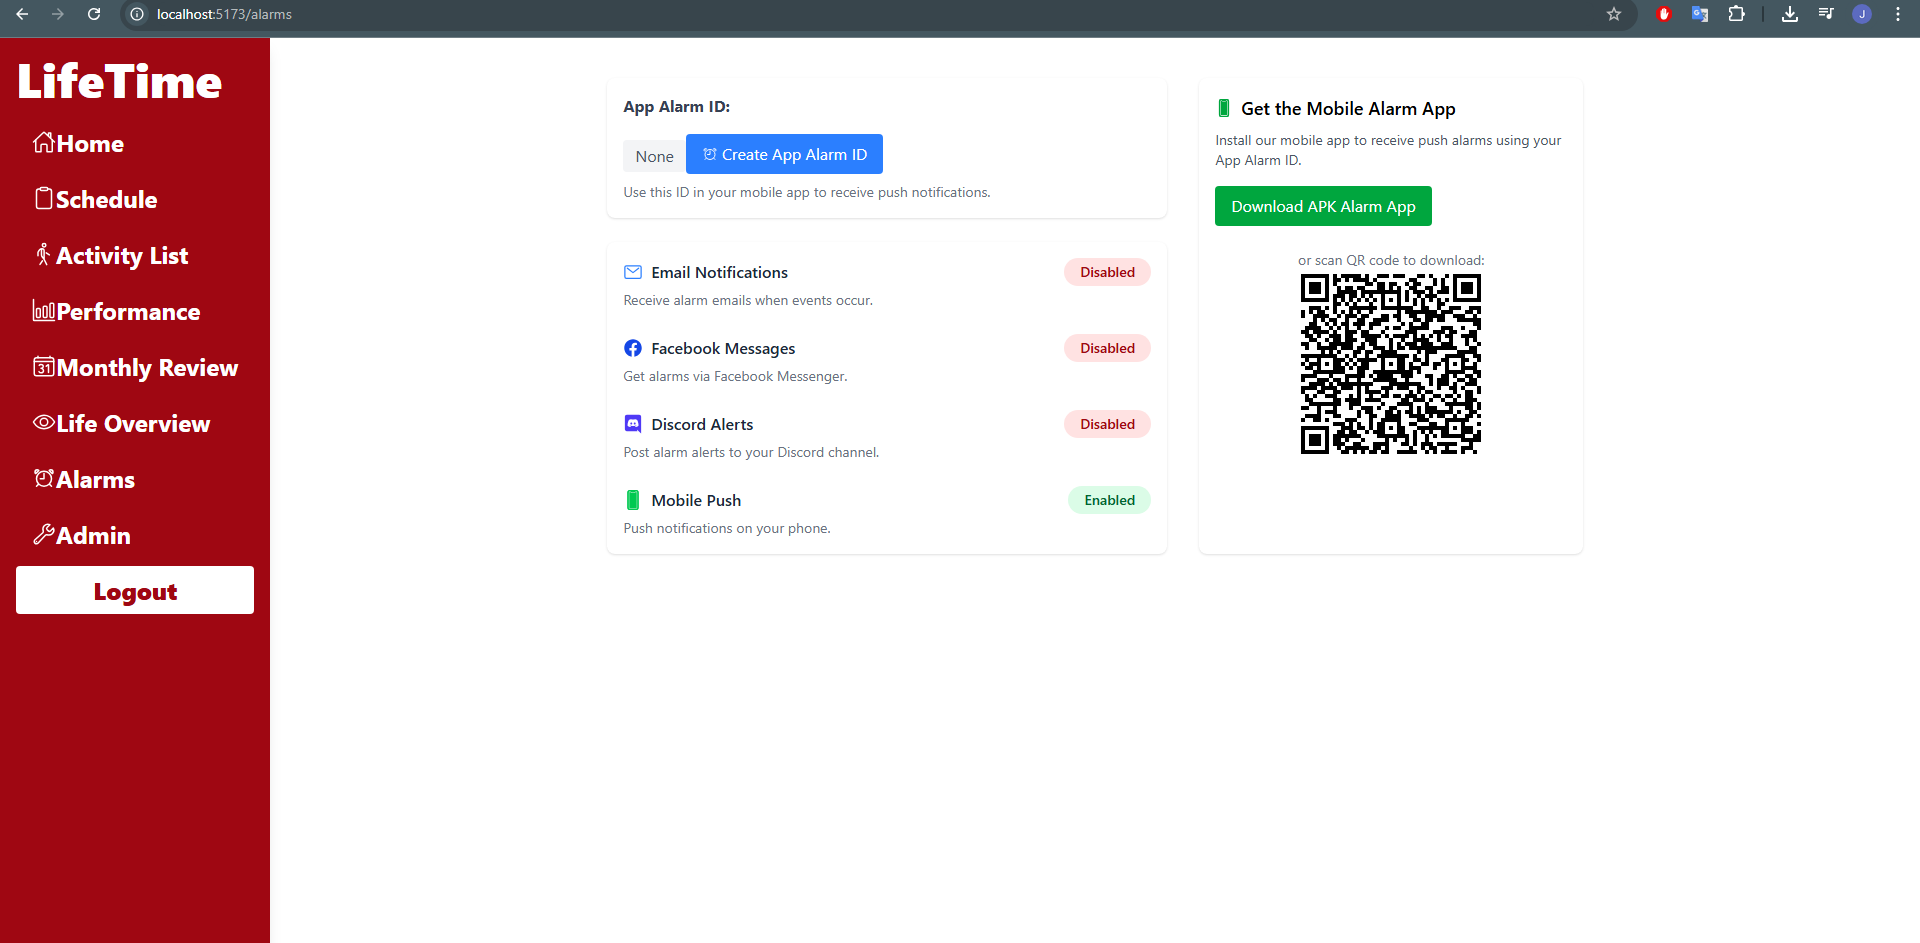 localhost:5173/alarms
J
LifeTime
Home
Schedule
Activity List
Performance
31 Monthly Review
Life Overview
Alarms
Admin
Logout
App Alarm ID:
None
Create App Alarm ID
Use this ID in your mobile app to receive push notifications.
Email Notifications
Disabled
Receive alarm emails when events occur.
Facebook Messages
Disabled
Get alarms via Facebook Messenger.
Discord Alerts
Disabled
Post alarm alerts to your Discord channel.
Mobile Push
Enabled
Push notifications on your phone.
Get the Mobile Alarm App
Install our mobile app to receive push alarms using your
App Alarm ID.
Download APK Alarm App
or scan QR code to download: